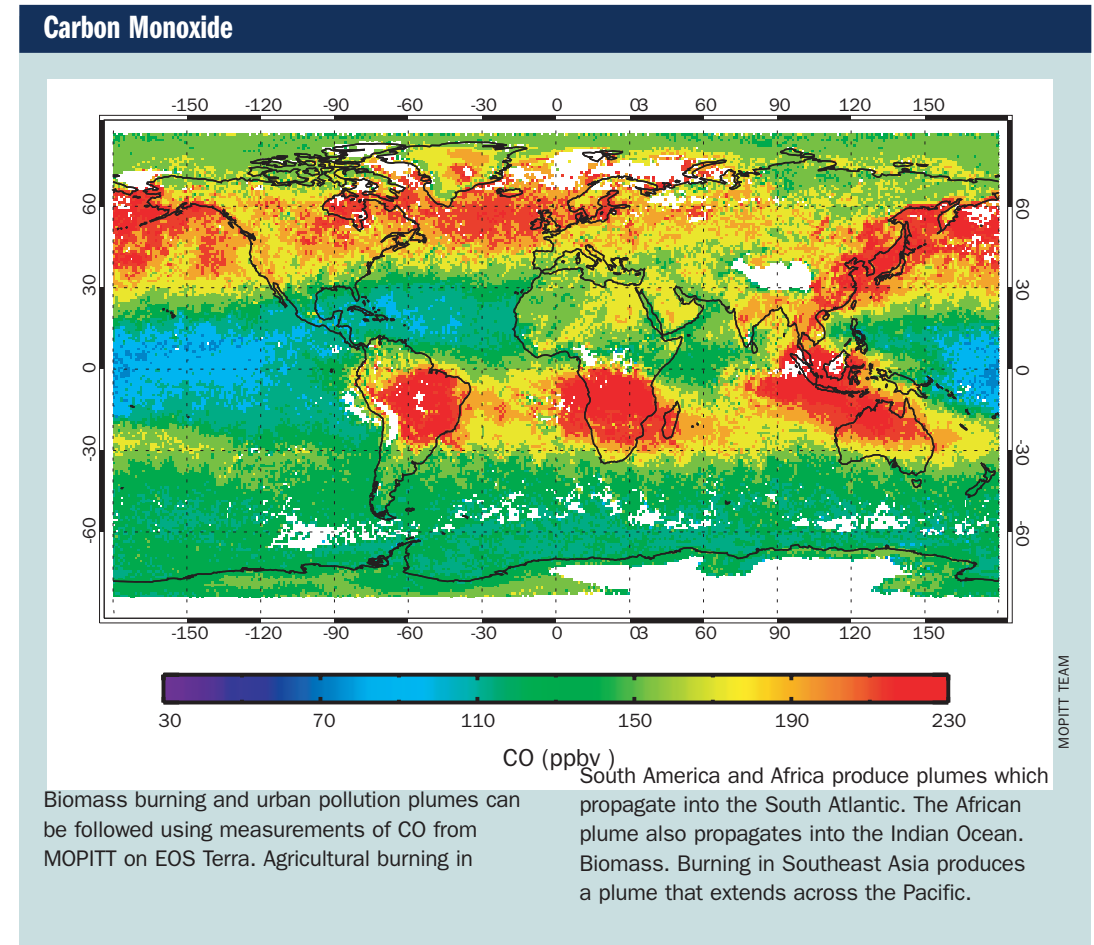 Carbon Monoxide
-150 -120 -90 -60 -30 0 03 60 90 120 150
60 60
30 30
0 0
-30 -30
-60 -60
-150 -120 -90 -60 -30 0 03 60 90 120 150
30 70 110 150 190 230
CO (ppbv )
MOPITT TEAM
Biomass burning and urban pollution plumes can
be followed using measurements of CO from
MOPITT on EOS Terra. Agricultural burning in
South America and Africa produce plumes which
propagate into the South Atlantic. The African
plume also propagates into the Indian Ocean.
Biomass. Burning in Southeast Asia produces
a plume that extends across the Pacific.